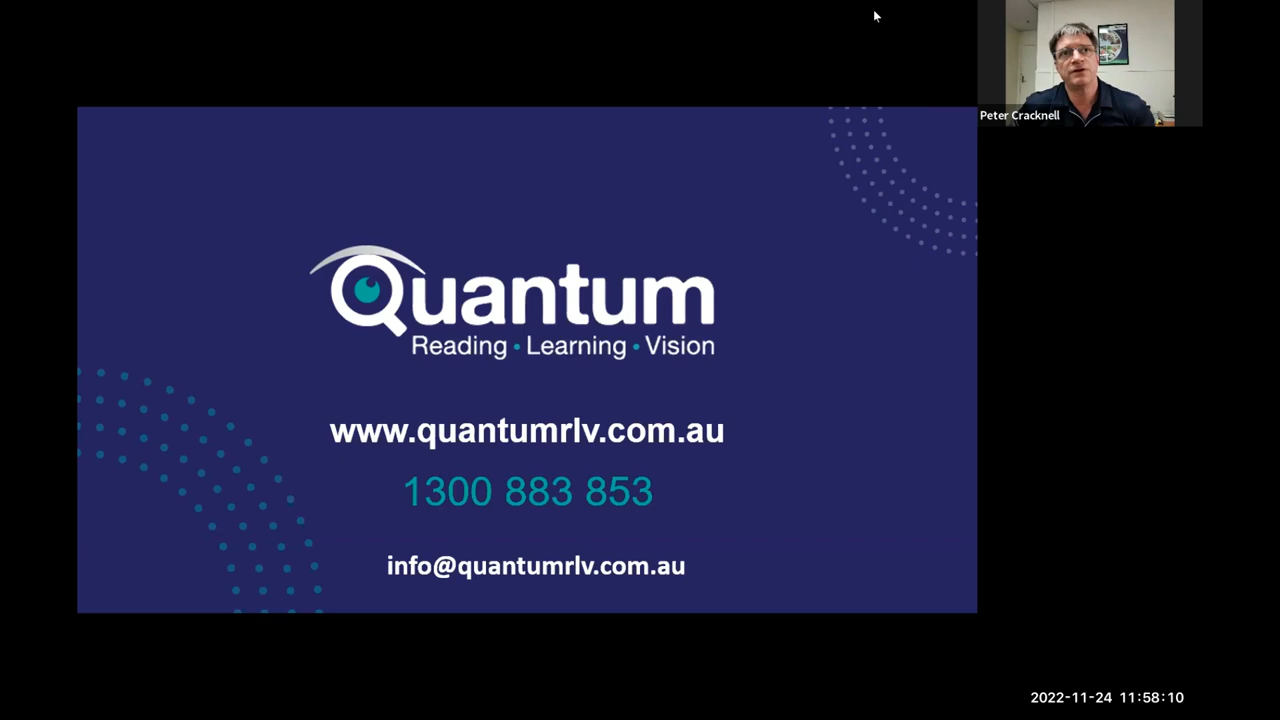 Peter Cracknell
Quantum
Reading • Learning • Vision
www.quantumrlv.com.au
1300 883 853
info@quantumrlv.com.au
2022-11-24 11:58:10